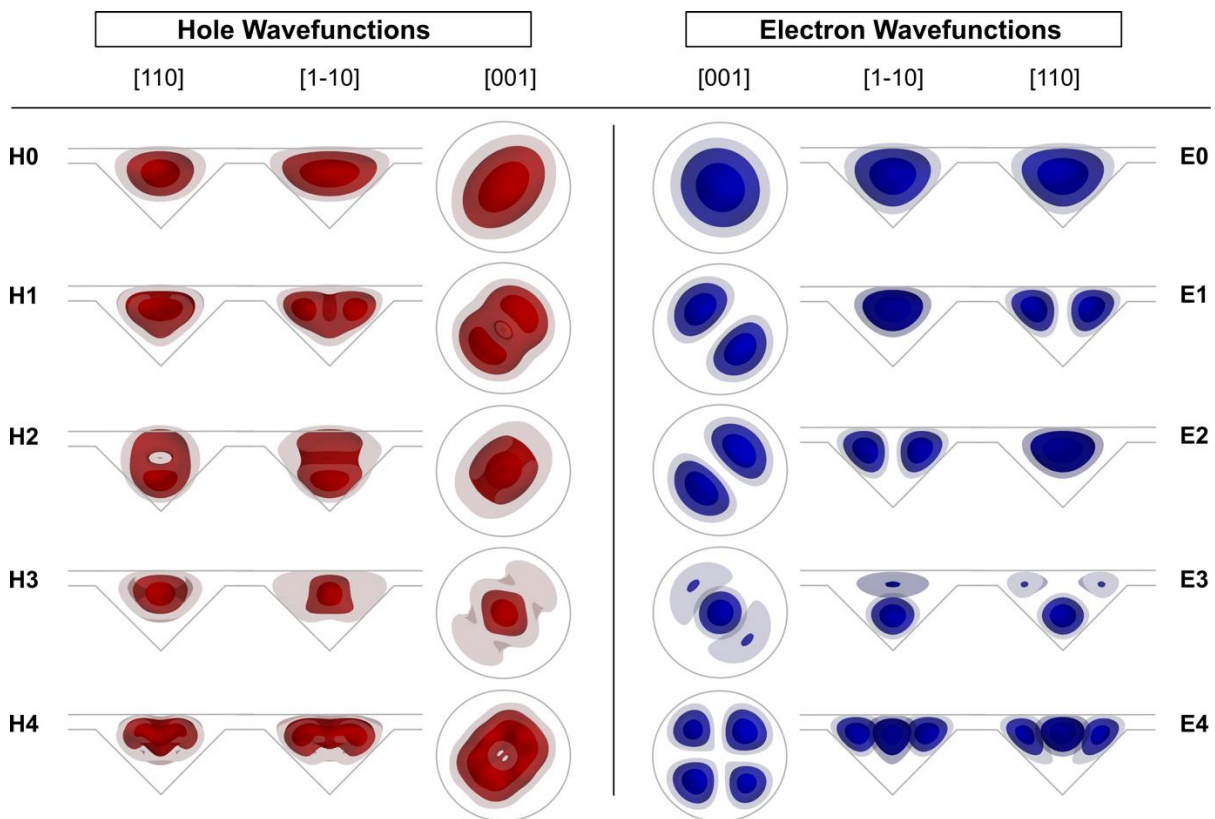 Hole Wavefunctions Electron Wavefunctions
[110] [1-10] [001] [001] [1-10] [110]
H0 E0
H1 E1
H2 E2
H3 E3
H4 E4